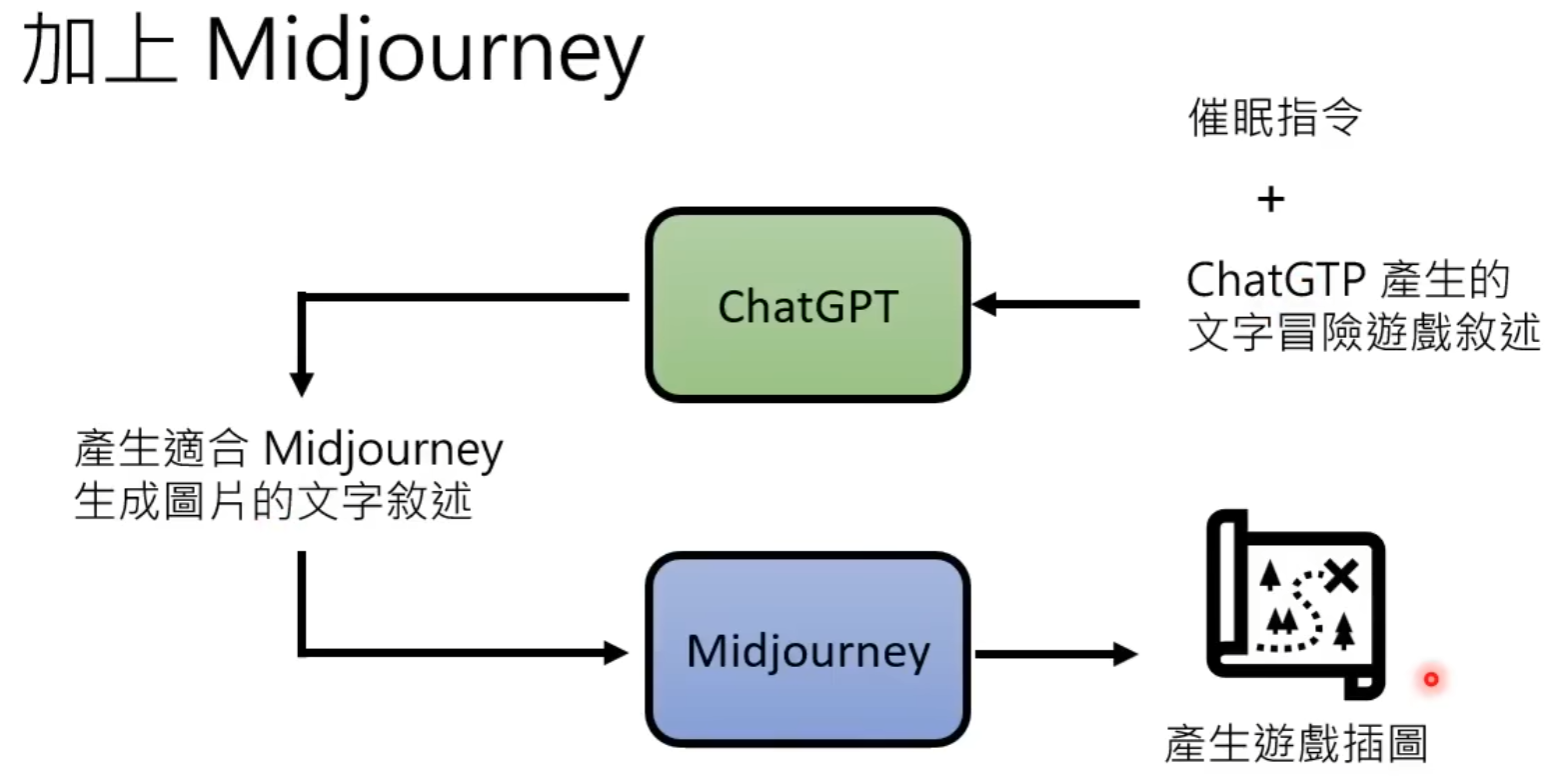 加上 Midjourney
催眠指令
+
ChatGTP 產生的
文字冒險遊戲敘述
ChatGPT
產生適合 Midjourney
生成圖片的文字敘述
Midjourney
產生遊戲插圖